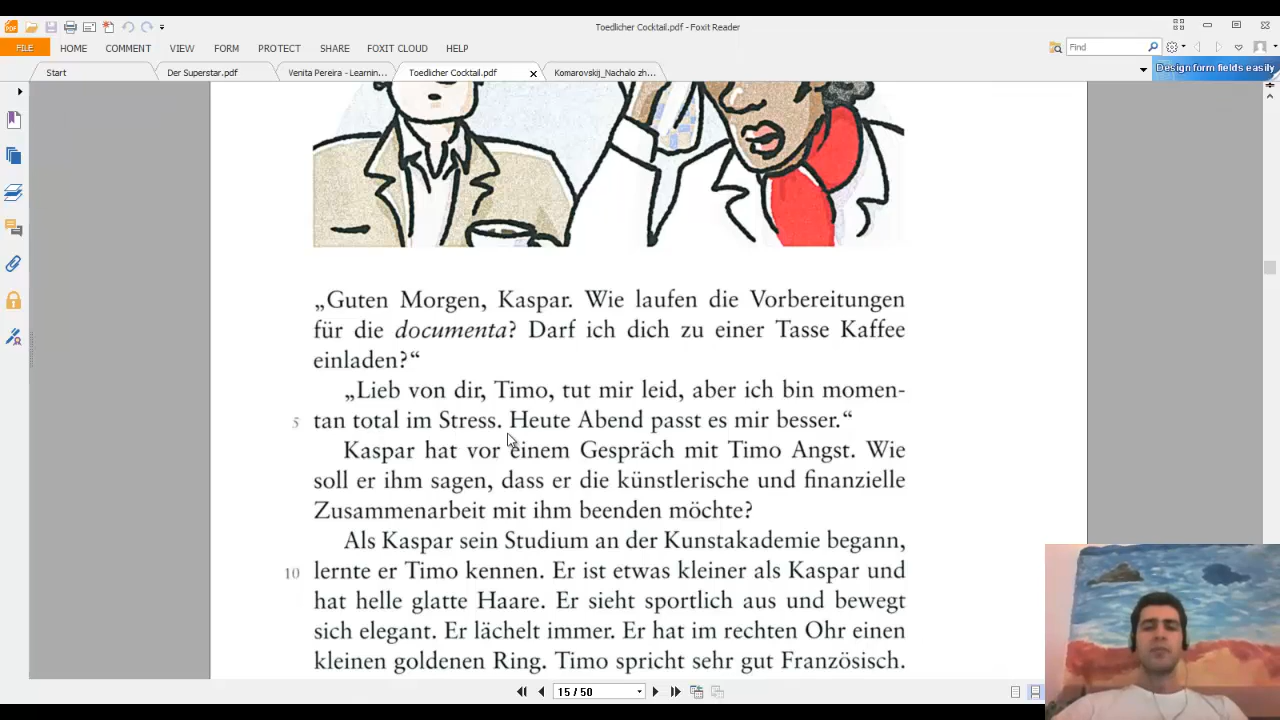 Toedlicher Cocktail.pdf - Foxit Reader
FILE HOME COMMENT VIEW FORM PROTECT SHARE FOXIT CLOUD HELP
Find
Start Der Superstar.pdf Venita Pereira - Learnin... Toedlicher Cocktail.pdf Komarovskij_Nachalo zh...
Design form fields easily
„Guten Morgen, Kaspar. Wie laufen die Vorbereitungen
für die documenta? Darf ich dich zu einer Tasse Kaffee
einladen?“
„Lieb von dir, Timo, tut mir leid, aber ich bin momen-
5 tan total im Stress. Heute Abend passt es mir besser.“
Kaspar hat vor einem Gespräch mit Timo Angst. Wie
soll er ihm sagen, dass er die künstlerische und finanzielle
Zusammenarbeit mit ihm beenden möchte?
Als Kaspar sein Studium an der Kunstakademie begann,
10 lernte er Timo kennen. Er ist etwas kleiner als Kaspar und
hat helle glatte Haare. Er sieht sportlich aus und bewegt
sich elegant. Er lächelt immer. Er hat im rechten Ohr einen
kleinen goldenen Ring. Timo spricht sehr gut Französisch.
15 / 50